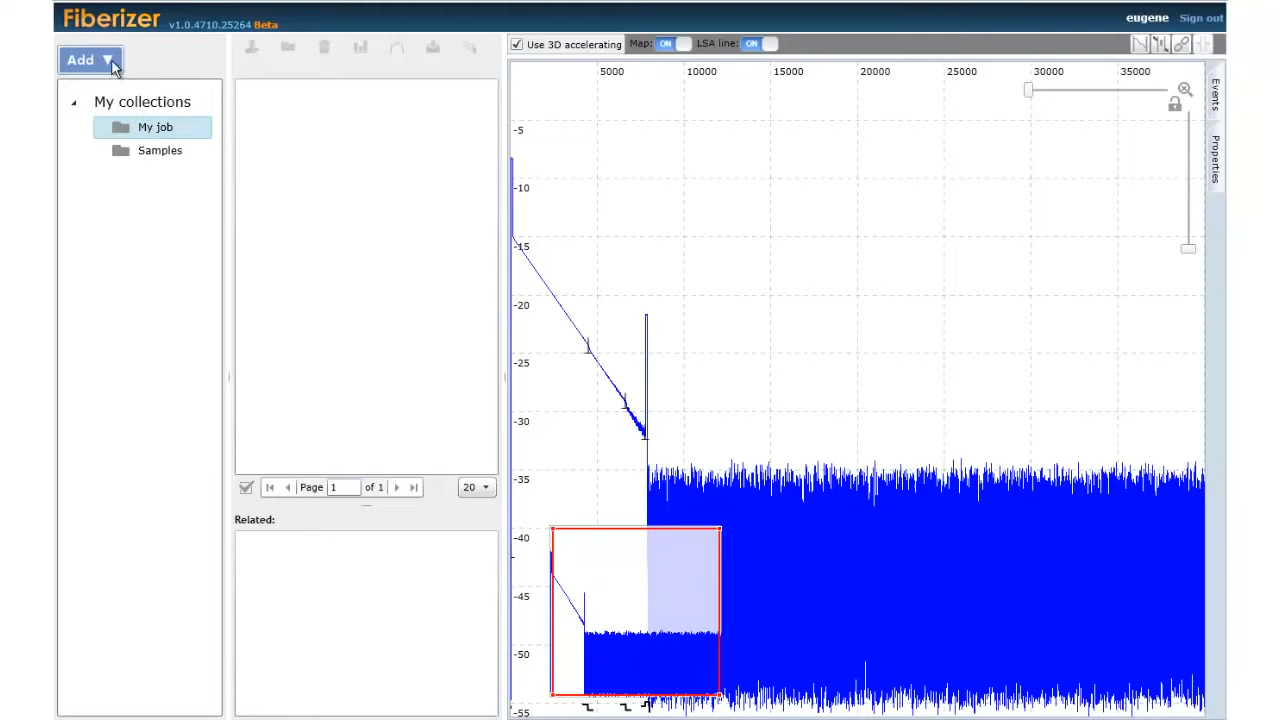 Fiberizer v1.0.4710.25264 Beta
eugene Sign out
Add ▼
Use 3D accelerating Map: ON LSA line: ON
My collections
My job
Samples
5000 10000 15000 20000 25000 30000 35000
-5
-10
-15
-20
-25
-30
-35
-40
-45
-50
-55
Events
Properties
Page 1 of 1 20
Related: